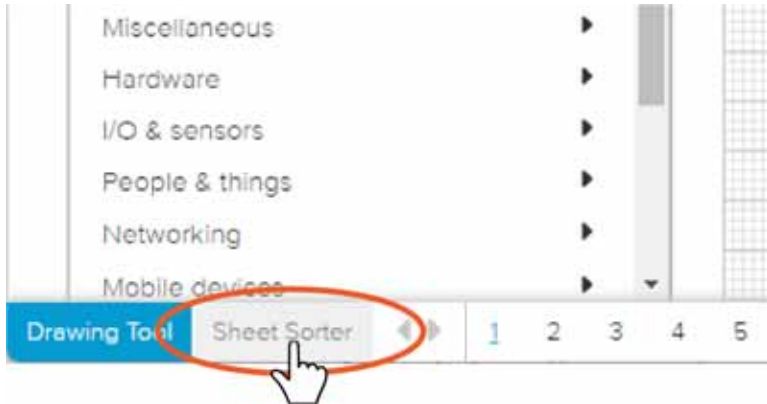 Miscellaneous
Hardware
I/O & sensors
People & things
Networking
Mobile devices
Drawing Tool Sheet Sorter 1 2 3 4 5